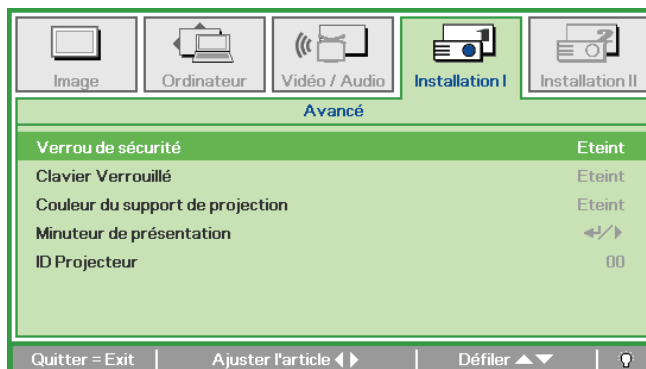 Image Ordinateur Vidéo / Audio Installation I Installation II
Avancé
Verrou de sécurité Eteint
Clavier Verrouillé Eteint
Couleur du support de projection Eteint
Minuteur de présentation
ID Projecteur 00
Quitter = Exit Ajuster l'article Défiler